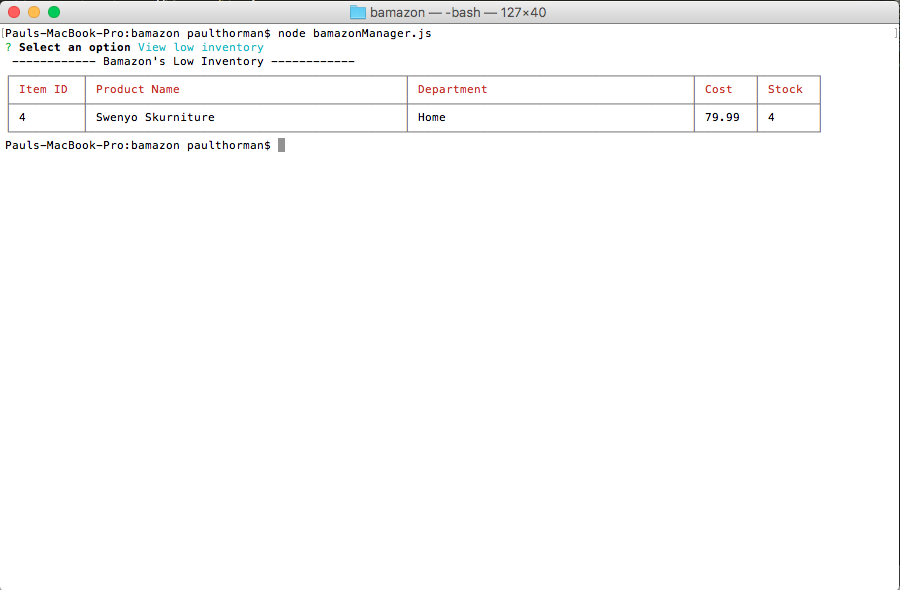 bamazon — -bash — 127×40
Pauls-MacBook-Pro:bamazon paulthorman$ node bamazonManager.js
? Select an option View low inventory
------------ Bamazon's Low Inventory ------------
Item ID Product Name Department Cost Stock
4 Swenyo Skurniture Home 79.99 4
Pauls-MacBook-Pro:bamazon paulthorman$